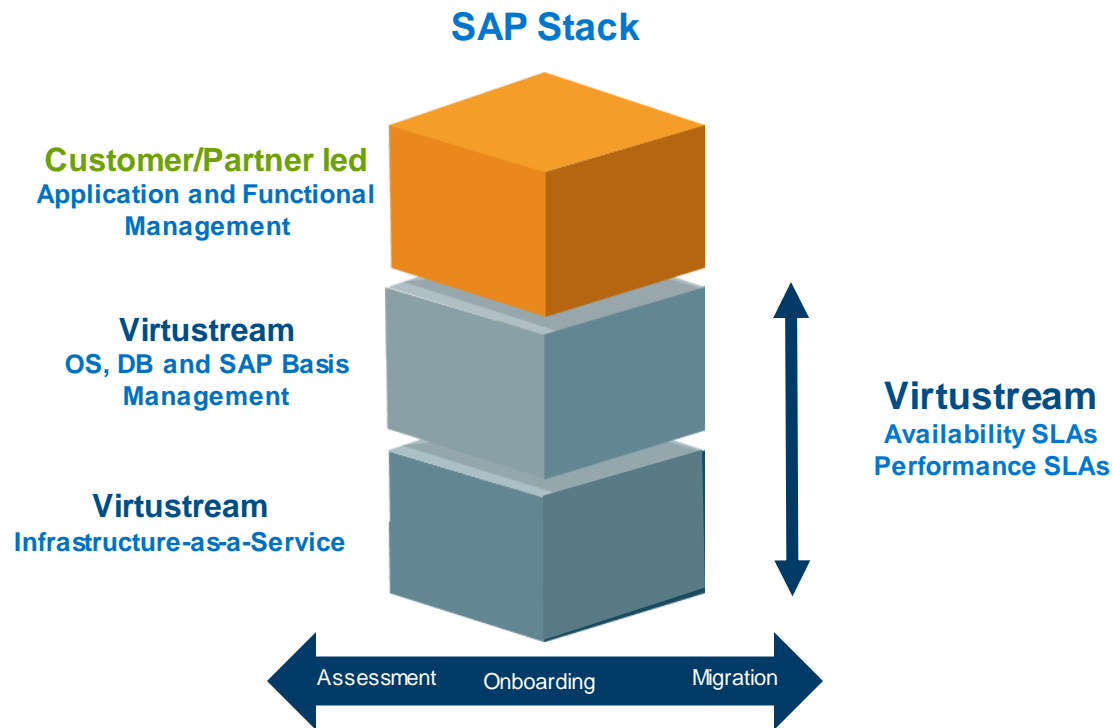 SAP Stack
Customer/Partner led
Application and Functional
Management
Virtustream
OS, DB and SAP Basis
Management
Virtustream
Infrastructure-as-a-Service
Virtustream
Availability SLAs
Performance SLAs
Assessment Onboarding Migration